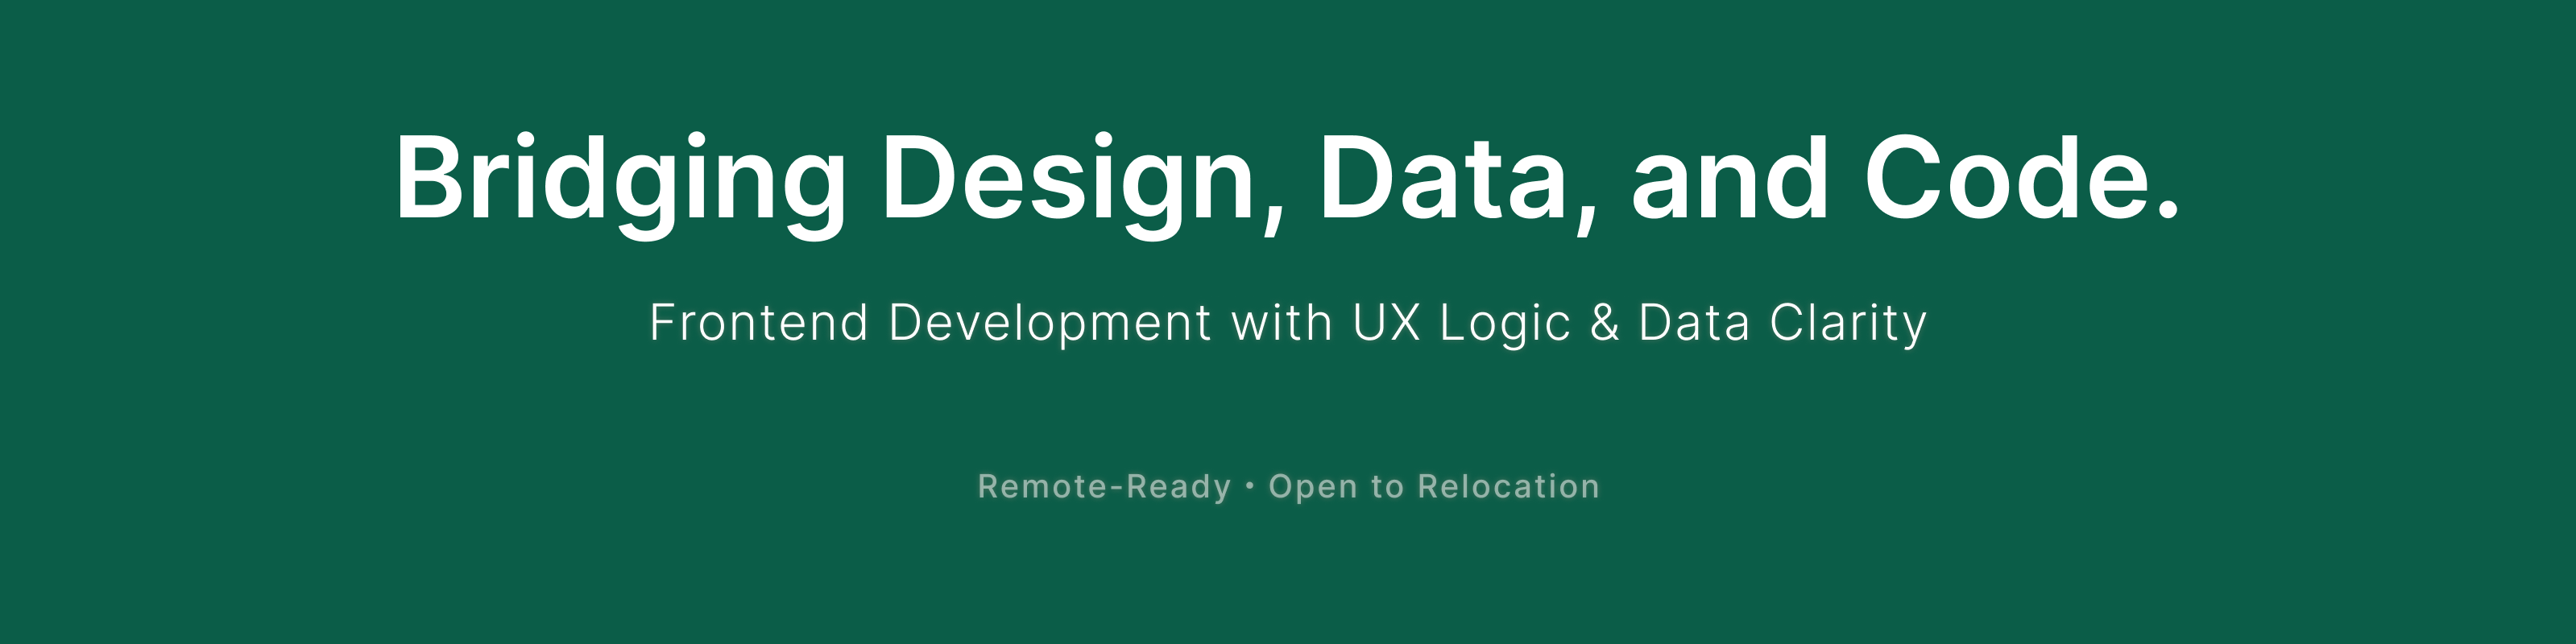 Bridging Design, Data, and Code.
Frontend Development with UX Logic & Data Clarity
Remote-Ready • Open to Relocation